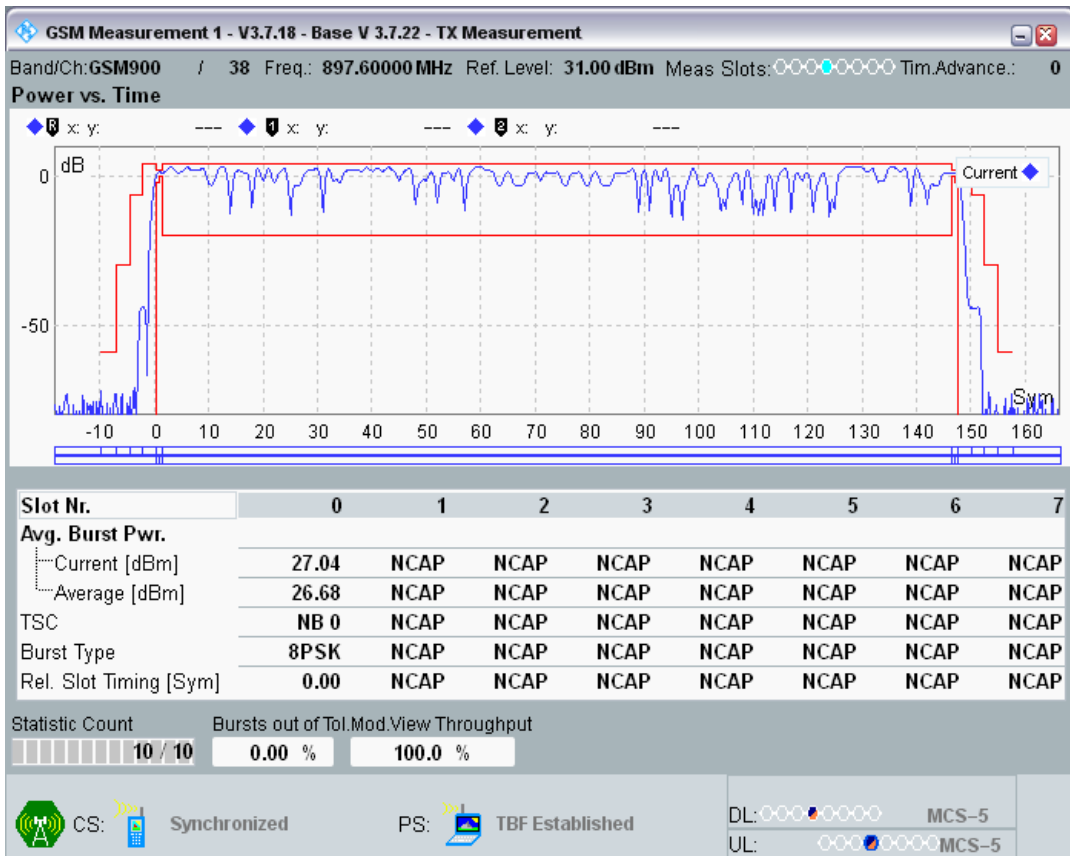 GSM Measurement 1 - V3.7.18 - Base V 3.7.22 - TX Measurement
Band/Ch:GSM900 / 38 Freq.: 897.60000 MHz Ref. Level: 31.00 dBm Meas Slots: Tim.Advance.: 0
Power vs. Time
R x: y: --- 1 x: y: --- 2 x: y: ---
dB
Current
0
-50
Sym
-10 0 10 20 30 40 50 60 70 80 90 100 110 120 130 140 150 160
Slot Nr. 0 1 2 3 4 5 6 7
Avg. Burst Pwr.
Current [dBm] 27.04 NCAP NCAP NCAP NCAP NCAP NCAP NCAP
Average [dBm] 26.68 NCAP NCAP NCAP NCAP NCAP NCAP NCAP
TSC NB 0 NCAP NCAP NCAP NCAP NCAP NCAP NCAP
Burst Type 8PSK NCAP NCAP NCAP NCAP NCAP NCAP NCAP
Rel. Slot Timing [Sym] 0.00 NCAP NCAP NCAP NCAP NCAP NCAP NCAP
Statistic Count Bursts out of Tol. Mod.View Throughput
10 / 10 0.00 % 100.0 %
CS: Synchronized PS: TBF Established DL: MCS-5
UL: MCS-5